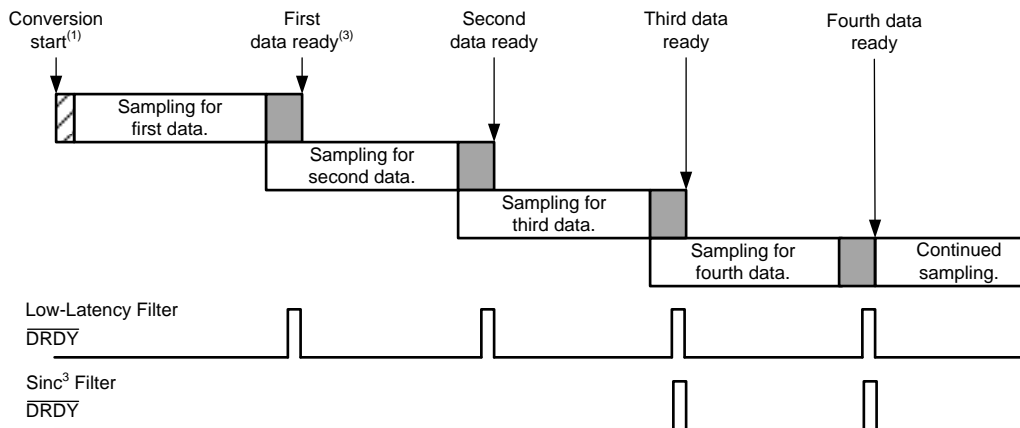 Conversion
start(1)
First
data ready(3)
Second
data ready
Third data
ready
Fourth data
ready
Sampling for
first data.
Sampling for
second data.
Sampling for
third data.
Sampling for
fourth data.
Continued
sampling.
Low-Latency Filter
DRDY
Sinc3 Filter
DRDY